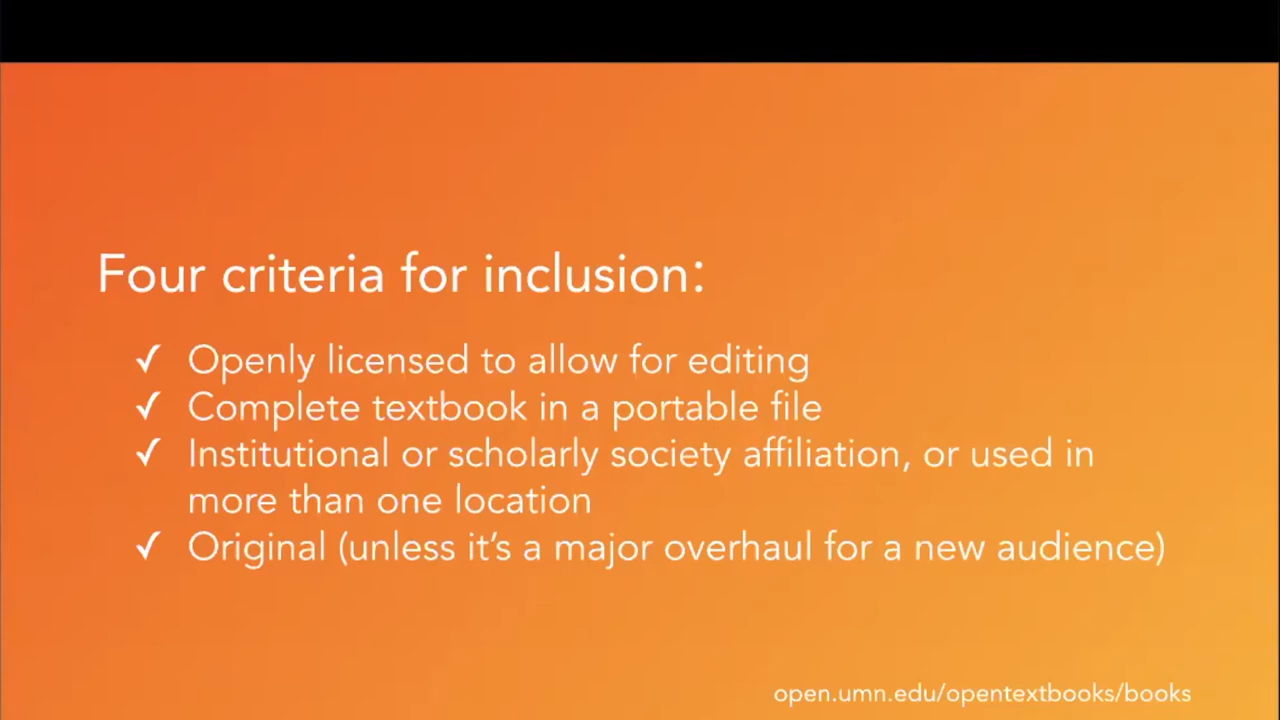 Four criteria for inclusion:
✓ Openly licensed to allow for editing
✓ Complete textbook in a portable file
✓ Institutional or scholarly society affiliation, or used in
more than one location
✓ Original (unless it’s a major overhaul for a new audience)
open.umn.edu/opentextbooks/books